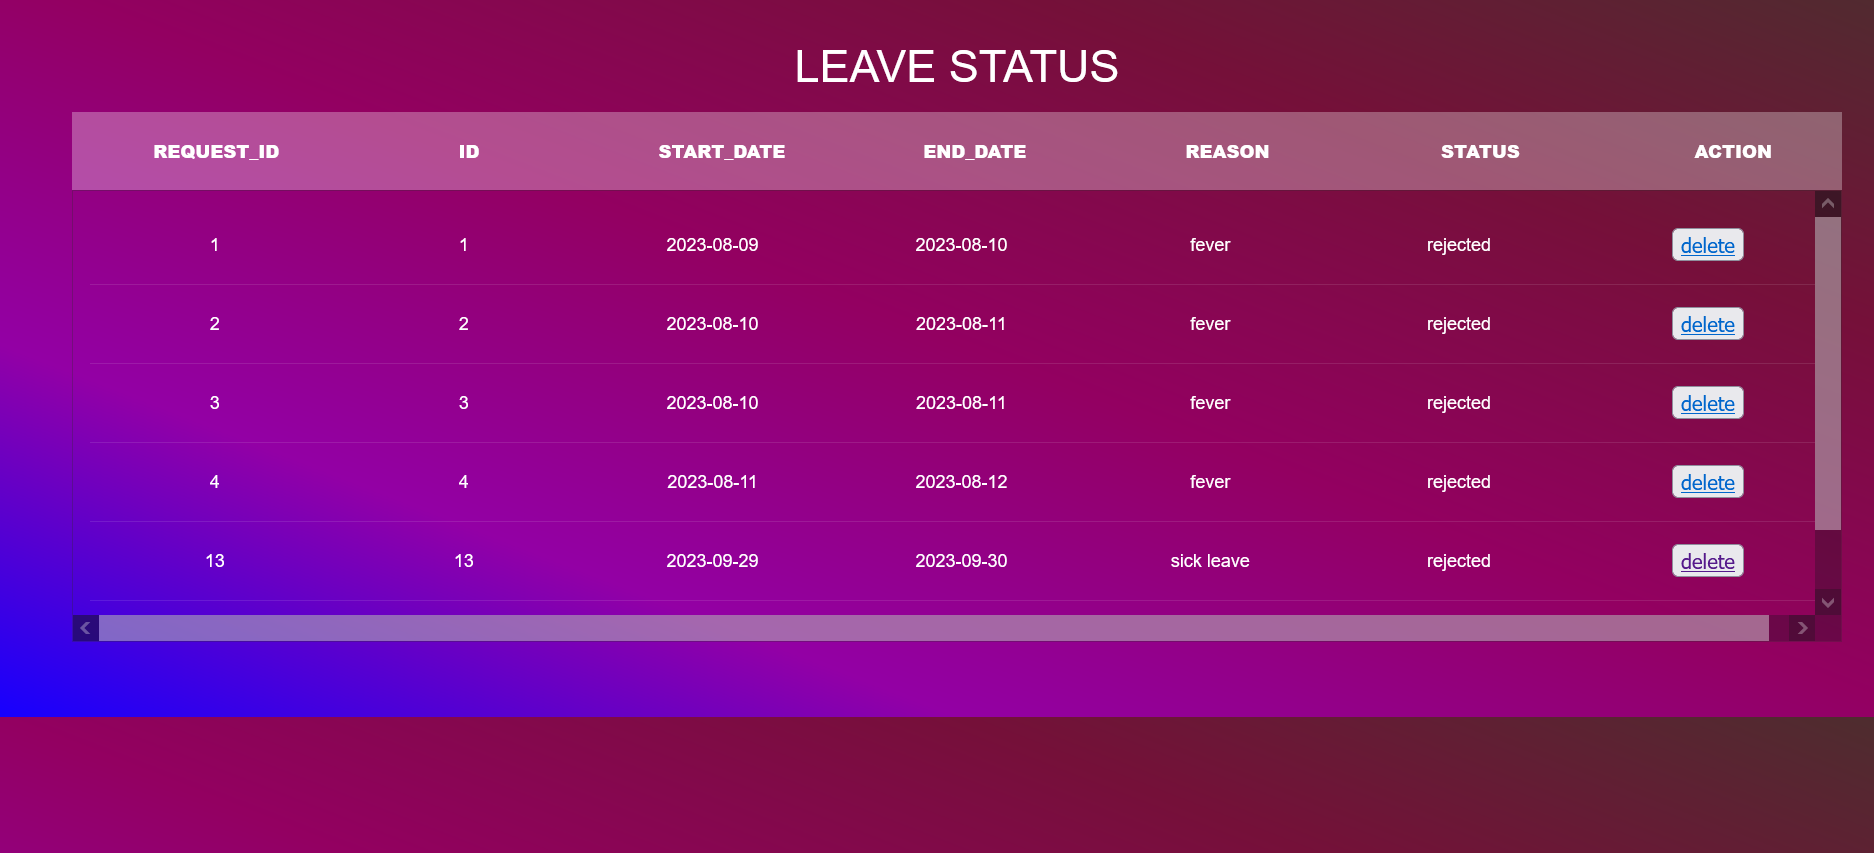 LEAVE STATUS
REQUEST_ID ID START_DATE END_DATE REASON STATUS ACTION
1 1 2023-08-09 2023-08-10 fever rejected delete
2 2 2023-08-10 2023-08-11 fever rejected delete
3 3 2023-08-10 2023-08-11 fever rejected delete
4 4 2023-08-11 2023-08-12 fever rejected delete
13 13 2023-09-29 2023-09-30 sick leave rejected delete